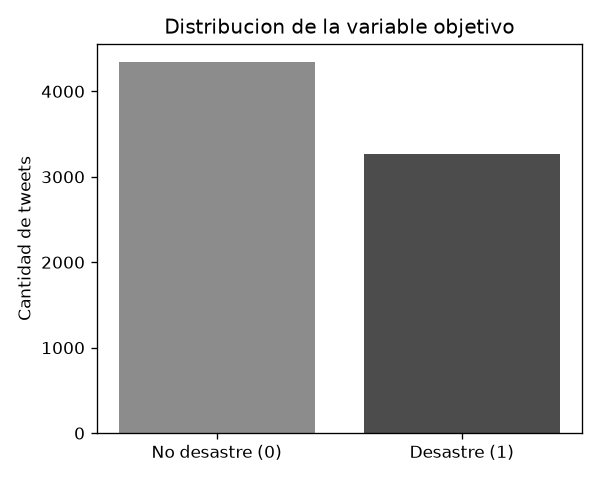 Distribucion de la variable objetivo
Cantidad de tweets
4000
3000
2000
1000
0
No desastre (0)
Desastre (1)